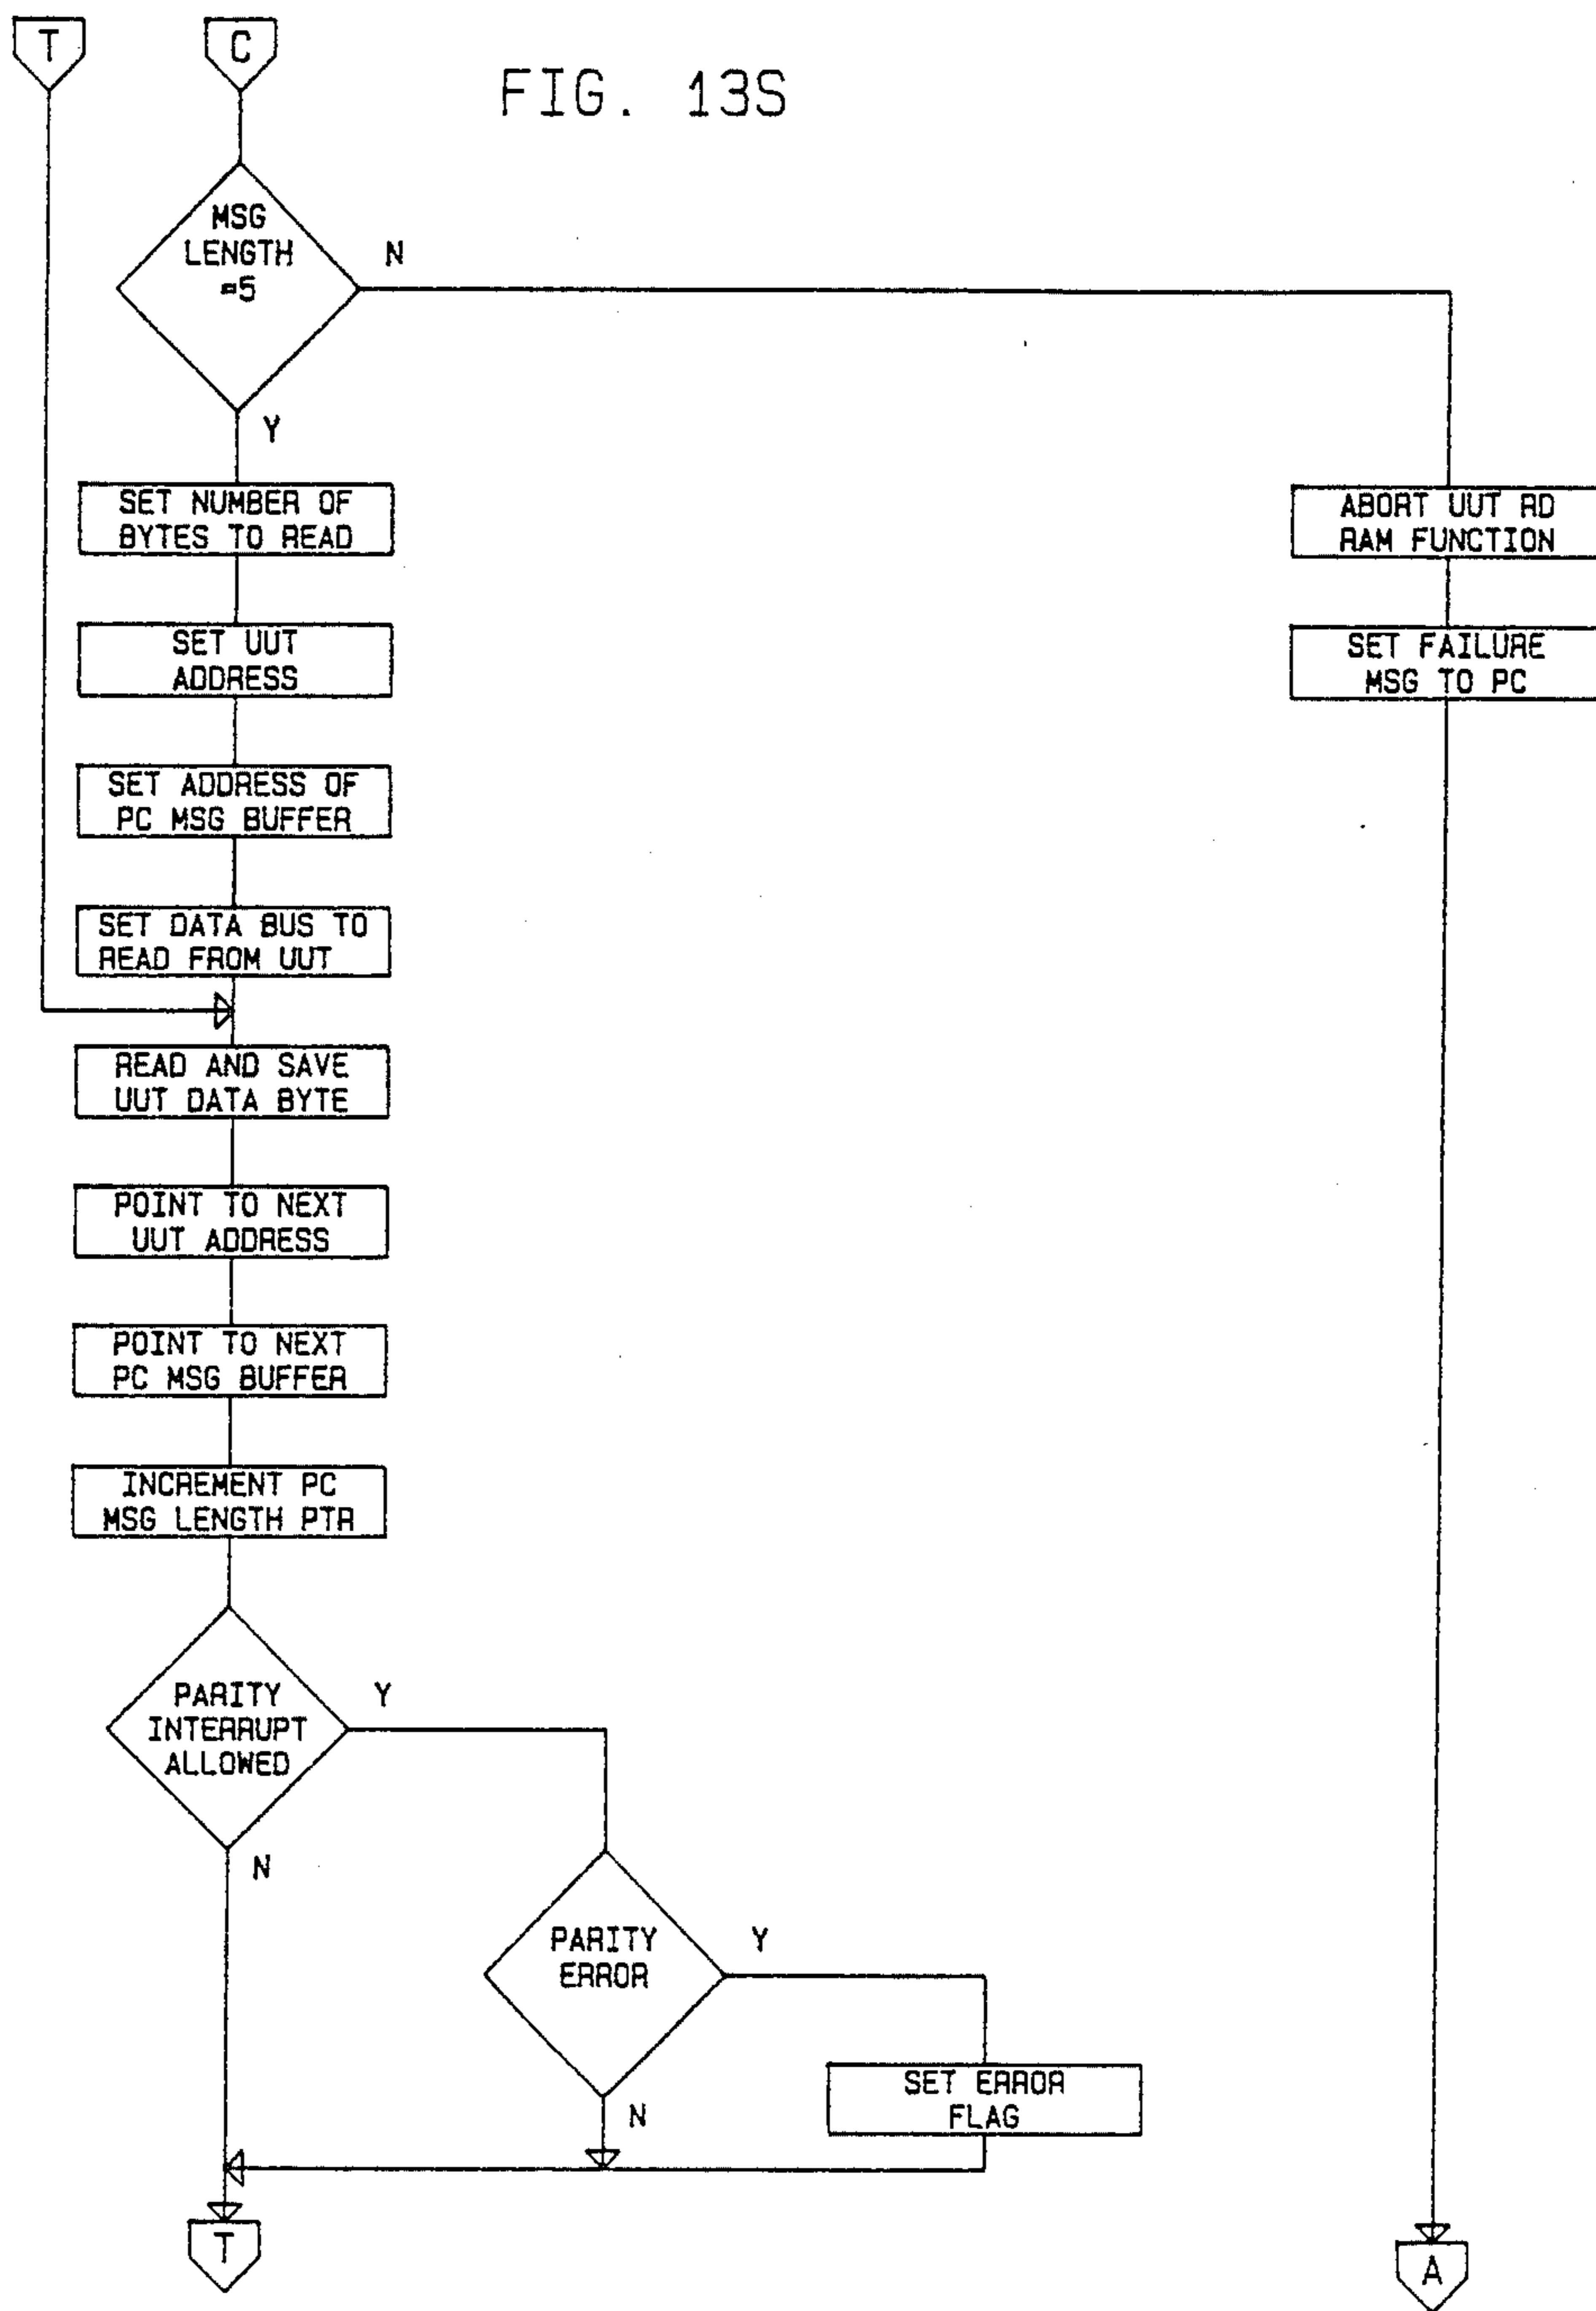 T
C
FIG. 13S
MSG
LENGTH
=5
N
Y
SET NUMBER OF
BYTES TO READ
ABORT UUT RD
RAM FUNCTION
SET UUT
ADDRESS
SET FAILURE
MSG TO PC
SET ADDRESS OF
PC MSG BUFFER
SET DATA BUS TO
READ FROM UUT
READ AND SAVE
UUT DATA BYTE
POINT TO NEXT
UUT ADDRESS
POINT TO NEXT
PC MSG BUFFER
INCREMENT PC
MSG LENGTH PTR
PARITY
INTERRUPT
ALLOWED
Y
N
PARITY
ERROR
Y
N
SET ERROR
FLAG
T
A